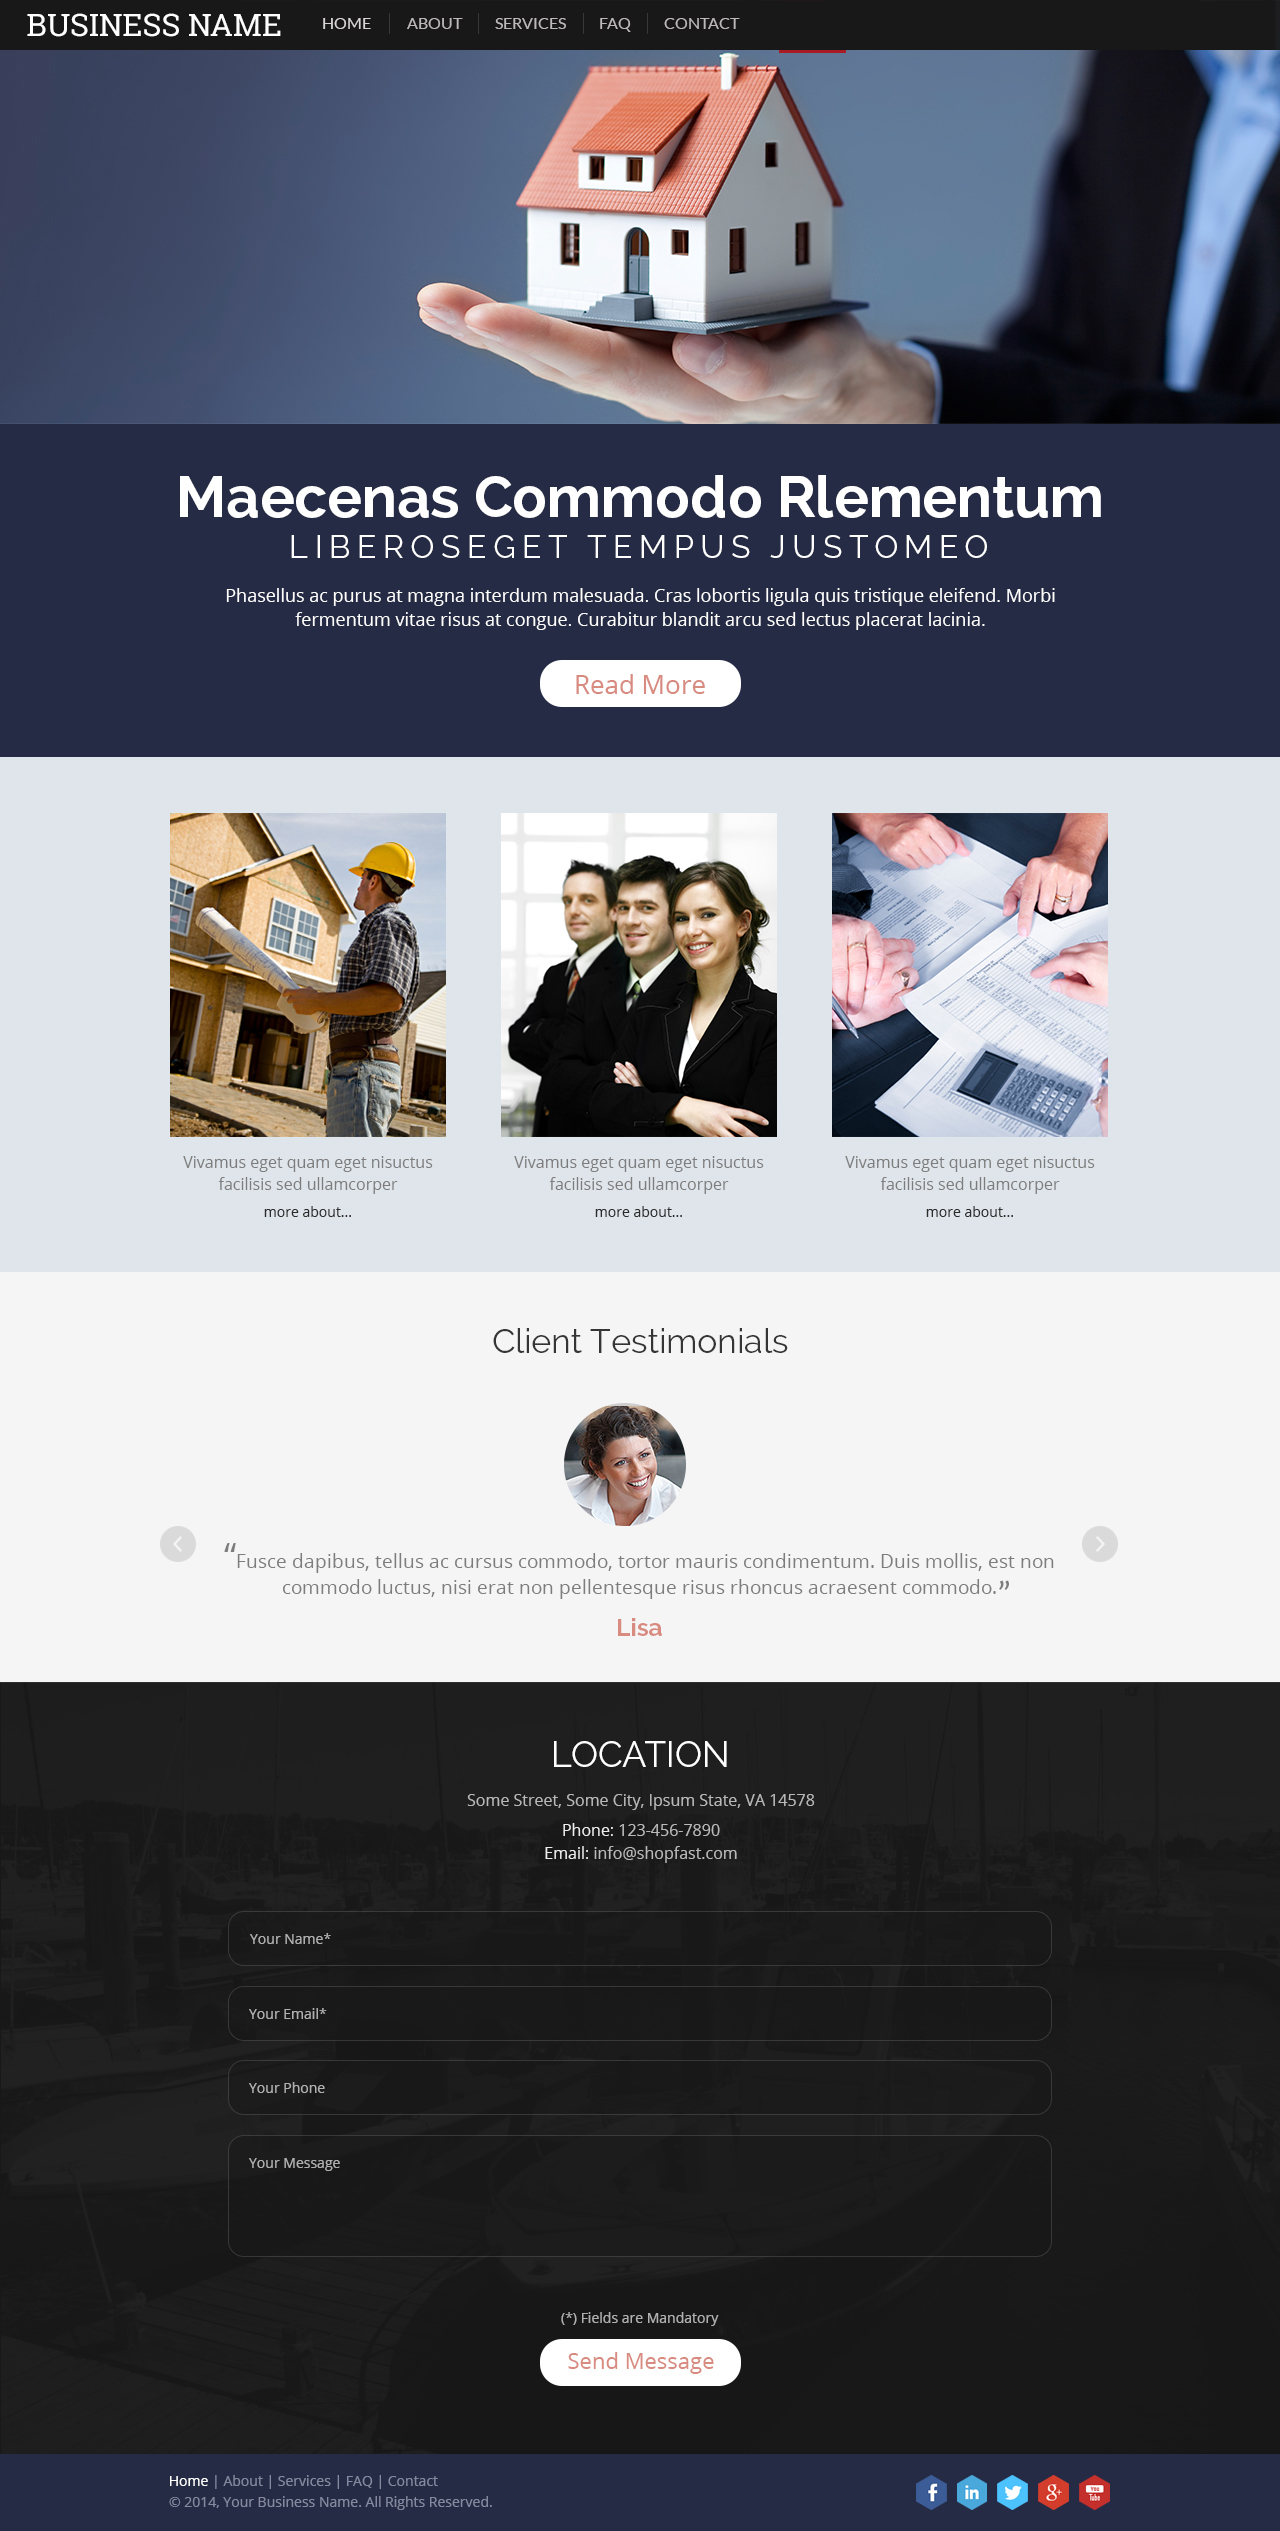 BUSINESS NAME
HOME ABOUT SERVICES FAQ CONTACT
Maecenas Commodo Rlementum
LIBEROSEGET TEMPUS JUSTOMEO
Phasellus ac purus at magna interdum malesuada. Cras lobortis ligula quis tristique eleifend. Morbi
fermentum vitae risus at congue. Curabitur blandit arcu sed lectus placerat lacinia.
Read More
Vivamus eget quam eget nisuctus
facilisis sed ullamcorper
more about...
Vivamus eget quam eget nisuctus
facilisis sed ullamcorper
more about...
Vivamus eget quam eget nisuctus
facilisis sed ullamcorper
more about...
Client Testimonials
“Fusce dapibus, tellus ac cursus commodo, tortor mauris condimentum. Duis mollis, est non
commodo luctus, nisi erat non pellentesque risus rhoncus acraesent commodo.”
Lisa
LOCATION
Some Street, Some City, Ipsum State, VA 14578
Phone: 123-456-7890
Email: info@shopfast.com
Your Name*
Your Email*
Your Phone
Your Message
(*) Fields are Mandatory
Send Message
Home | About | Services | FAQ | Contact
© 2014, Your Business Name. All Rights Reserved.
f in g+ You Tube